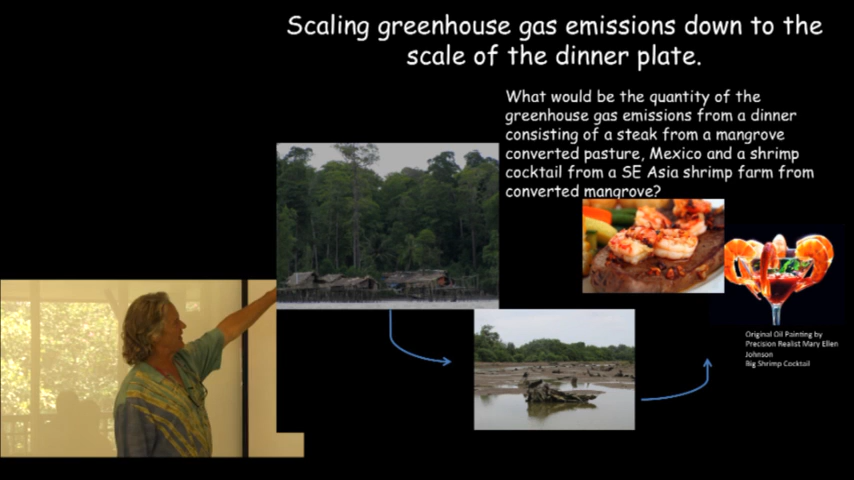 Scaling greenhouse gas emissions down to the
scale of the dinner plate.
What would be the quantity of the
greenhouse gas emissions from a dinner
consisting of a steak from a mangrove
converted pasture, Mexico and a shrimp
cocktail from a SE Asia shrimp farm from
converted mangrove?
Original Oil Painting by
Precision Realist Mary Ellen
Johnson
Big Shrimp Cocktail